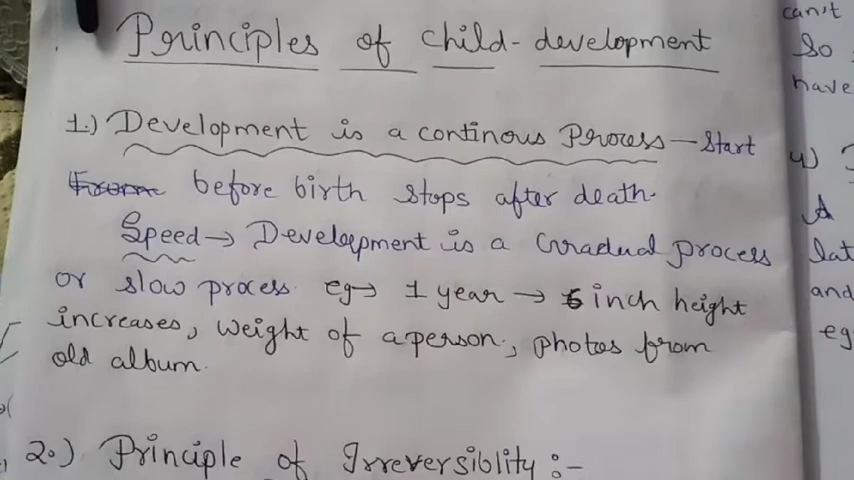 Principles of child-development
1.) Development is a continous Process - Start
From before birth stops after death.
Speed → Development is a Gradual process
or slow process. eg → 1 year → 6 inch height
increases, weight of a person, photos from
old album.
2.) Principle of Irreversiblity :-
can't
So
have
4)
A
lat
and
eg